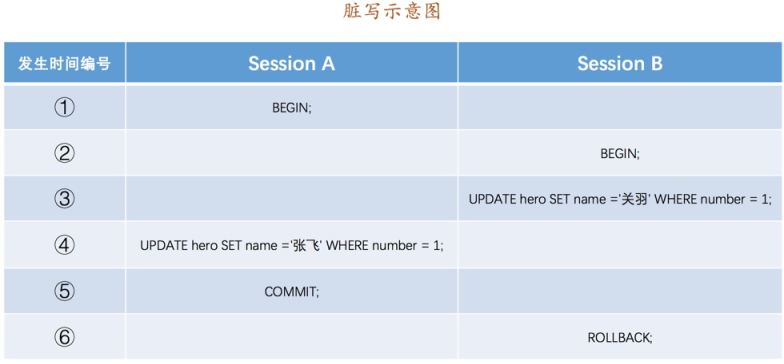 脏写示意图
发生时间编号 Session A Session B
① BEGIN;
② BEGIN;
③ UPDATE hero SET name ='关羽' WHERE number = 1;
④ UPDATE hero SET name ='张飞' WHERE number = 1;
⑤ COMMIT;
⑥ ROLLBACK;